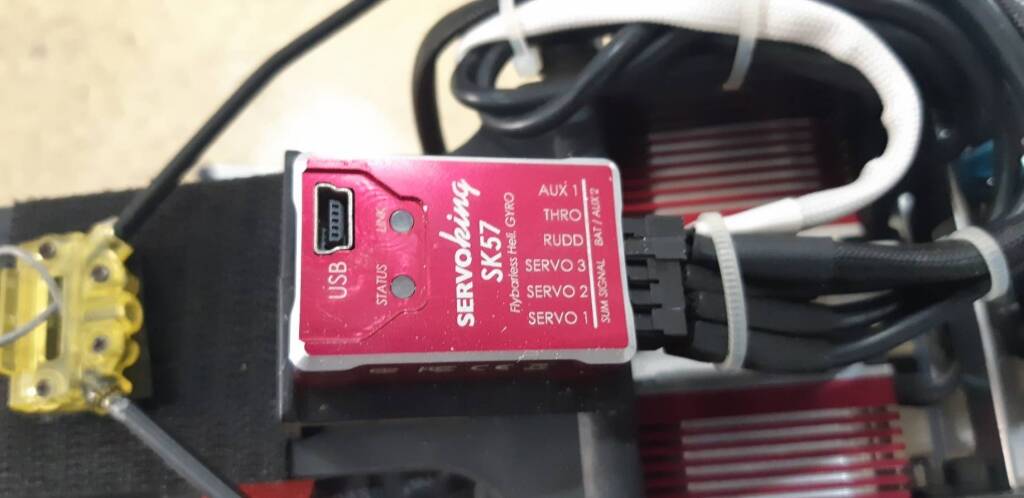 USB
LINK
STATUS
SERVOking
SK57
Flybarless Heli. GYRO
AUX. 1
THRO
RUDD
SERVO 3
SERVO 2
SERVO 1
BAT / AUX 2
SUM SIGNAL